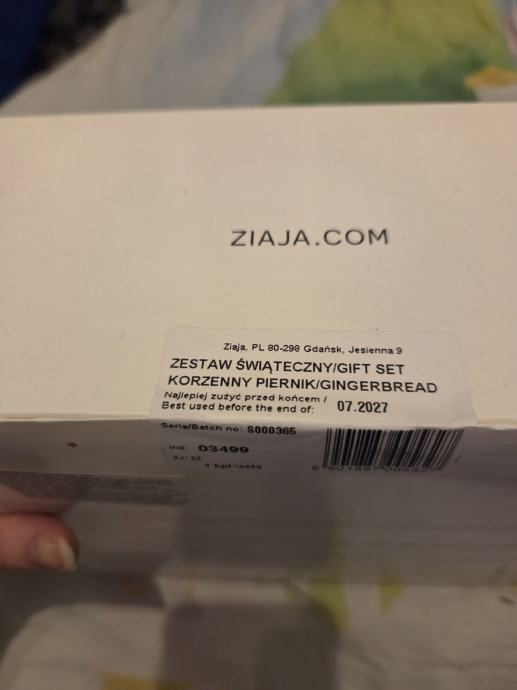 ZIAJA.COM
Ziaja, PL 80-298 Gdańsk, Jesienna 9
ZESTAW ŚWIĄTECZNY/GIFT SET
KORZENNY PIERNIK/GINGERBREAD
Najlepiej zużyć przed końcem /
Best used before the end of: 07.2027
Seria/Batch no: S000365
Ind: 03499